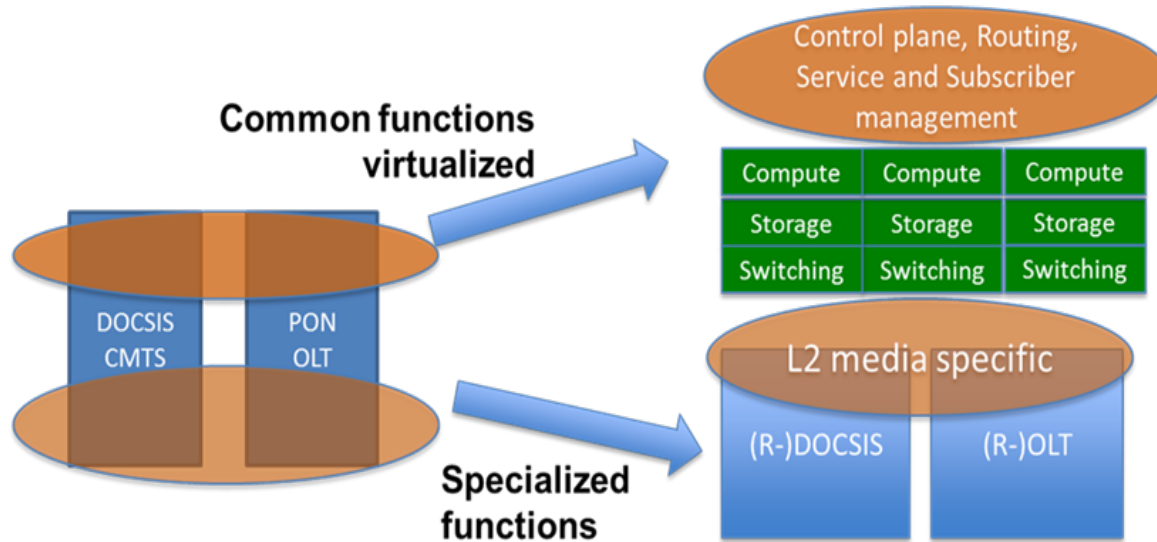 Control plane, Routing,
Service and Subscriber
management
Common functions
virtualized
Compute Compute Compute
Storage Storage Storage
Switching Switching Switching
DOCSIS
CMTS
PON
OLT
L2 media specific
(R-)DOCSIS
(R-)OLT
Specialized
functions